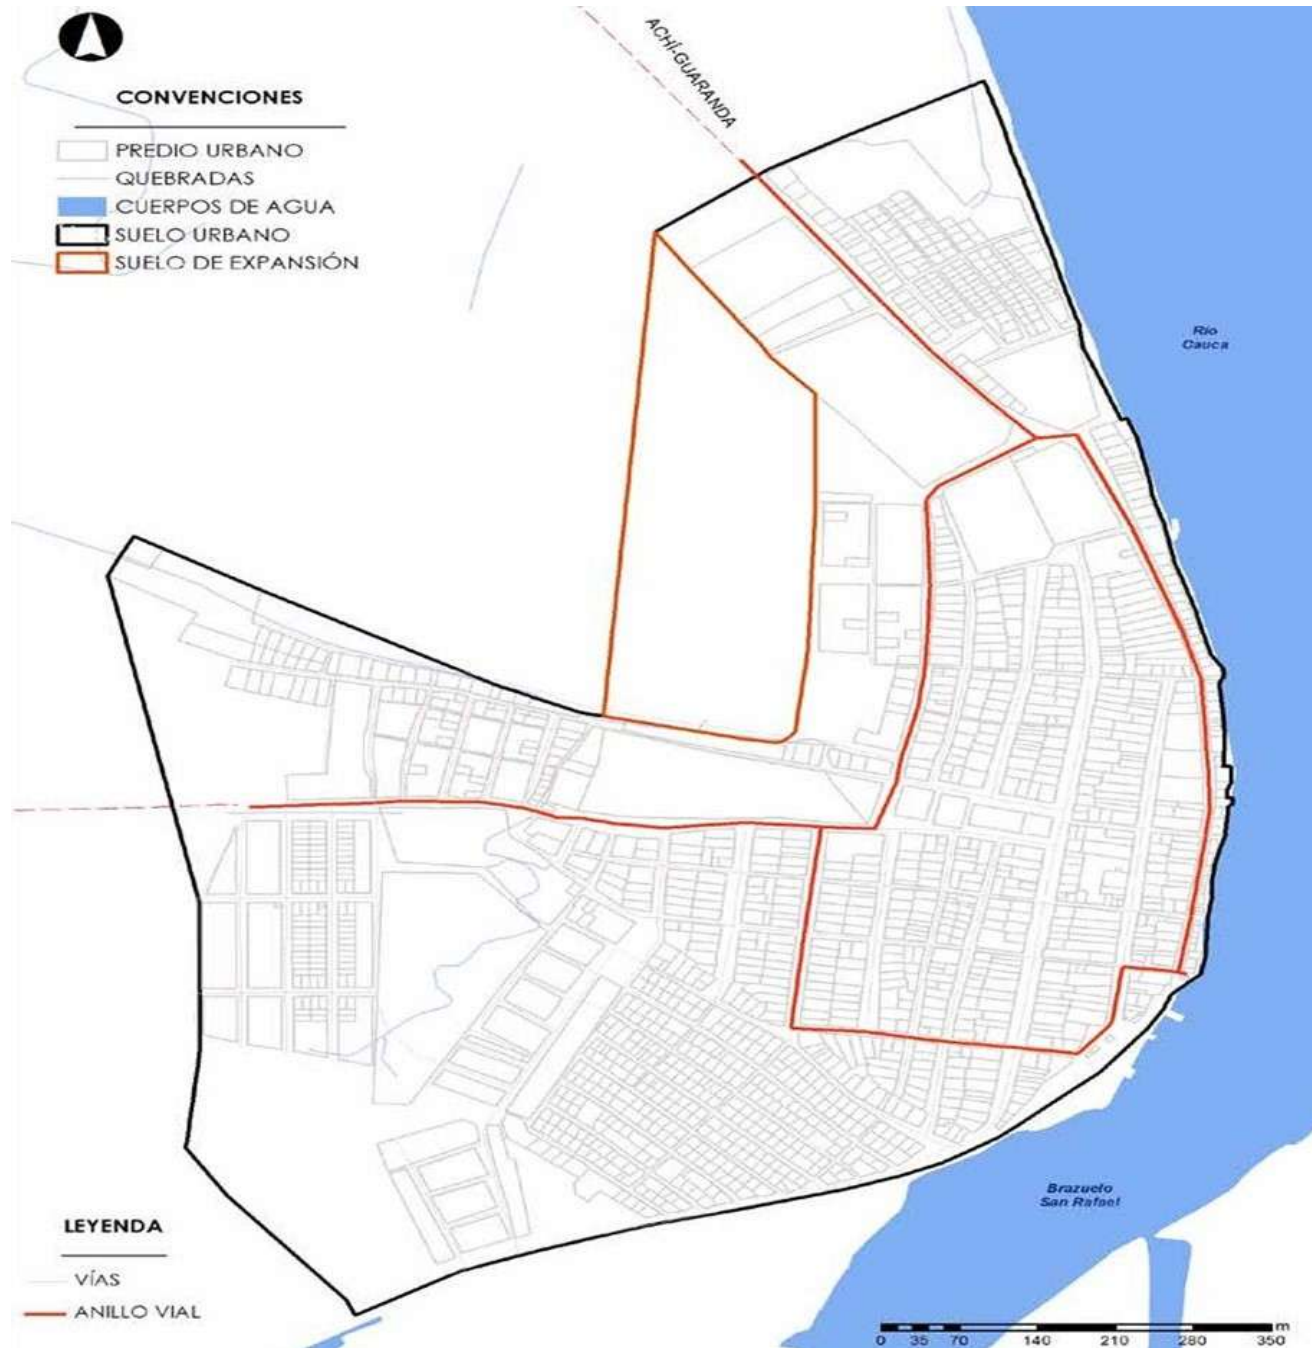 ACHÍ-GUARANDA
CONVENCIONES
PREDIO URBANO
QUEBRADAS
CUERPOS DE AGUA
SUELO URBANO
SUELO DE EXPANSIÓN
Río
Cauca
Brazuelo
San Rafael
LEYENDA
VÍAS
ANILLO VIAL
m
0 35 70 140 210 280 350